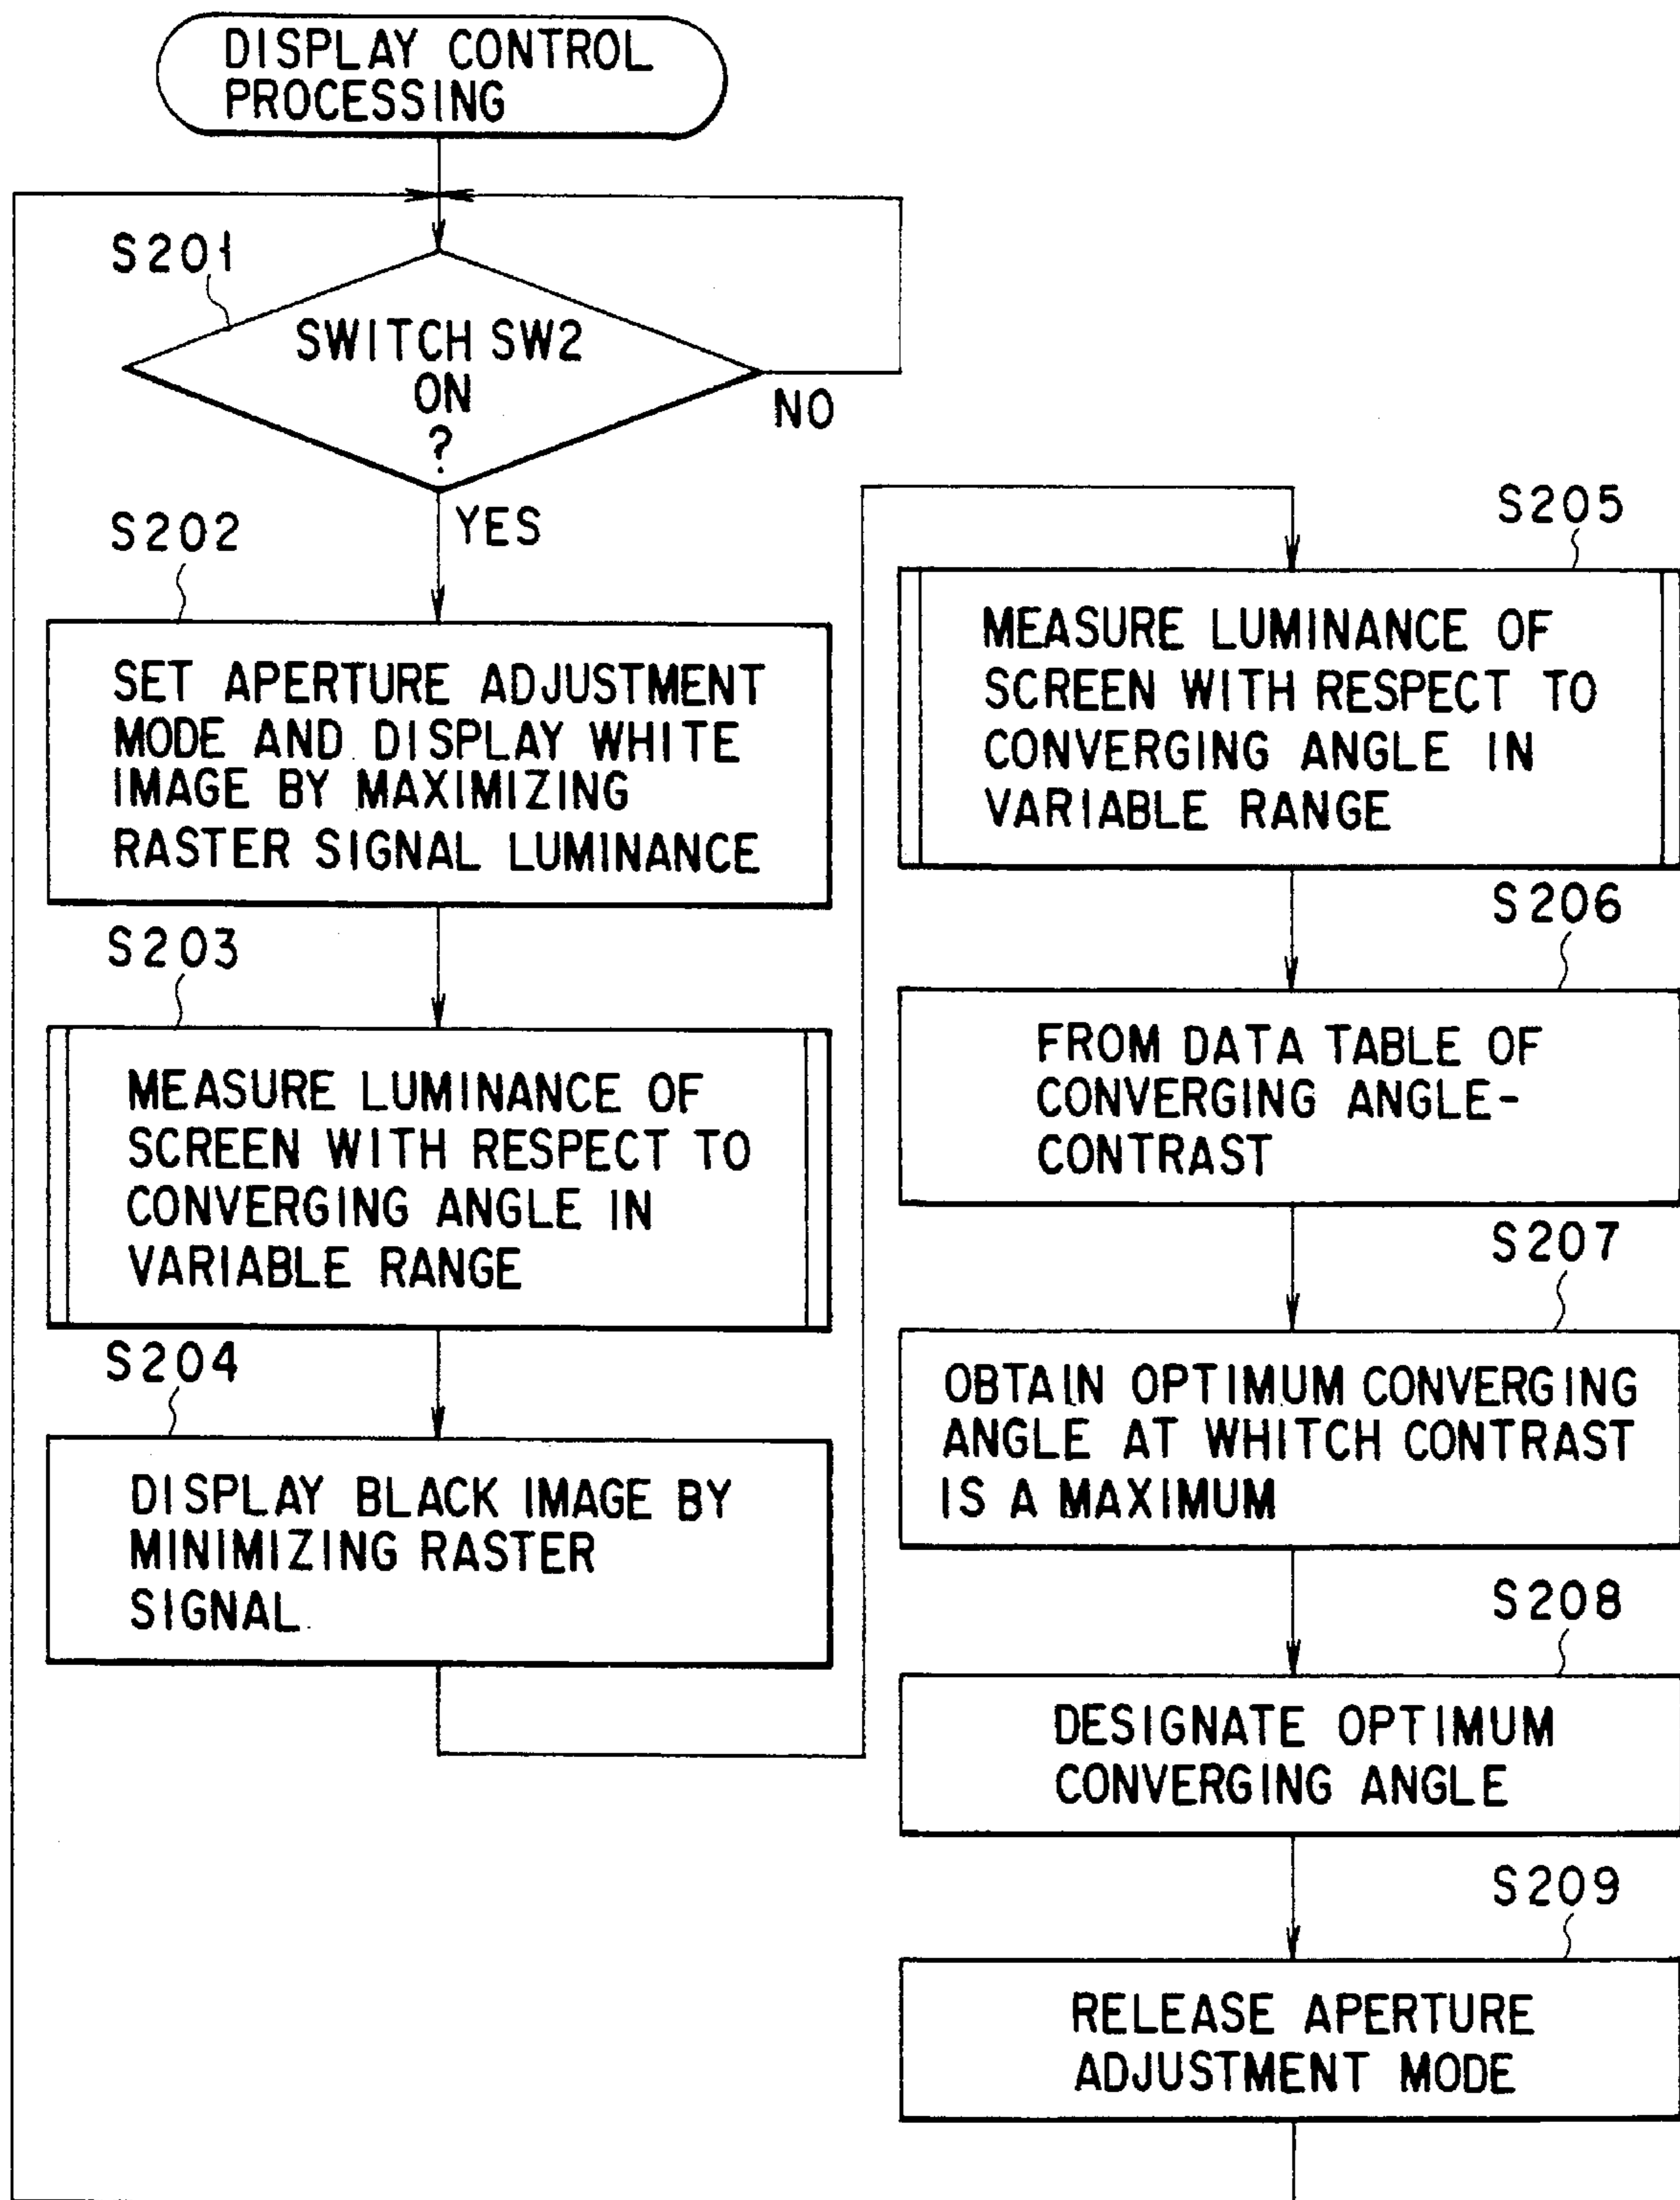 DISPLAY CONTROL
PROCESSING
S201
SWITCH SW2
ON
?
NO
YES
S202
SET APERTURE ADJUSTMENT
MODE AND DISPLAY WHITE
IMAGE BY MAXIMIZING
RASTER SIGNAL LUMINANCE
S203
MEASURE LUMINANCE OF
SCREEN WITH RESPECT TO
CONVERGING ANGLE IN
VARIABLE RANGE
S204
DISPLAY BLACK IMAGE BY
MINIMIZING RASTER
SIGNAL
S205
MEASURE LUMINANCE OF
SCREEN WITH RESPECT TO
CONVERGING ANGLE IN
VARIABLE RANGE
S206
FROM DATA TABLE OF
CONVERGING ANGLE-
CONTRAST
S207
OBTAIN OPTIMUM CONVERGING
ANGLE AT WHITCH CONTRAST
IS A MAXIMUM
S208
DESIGNATE OPTIMUM
CONVERGING ANGLE
S209
RELEASE APERTURE
ADJUSTMENT MODE